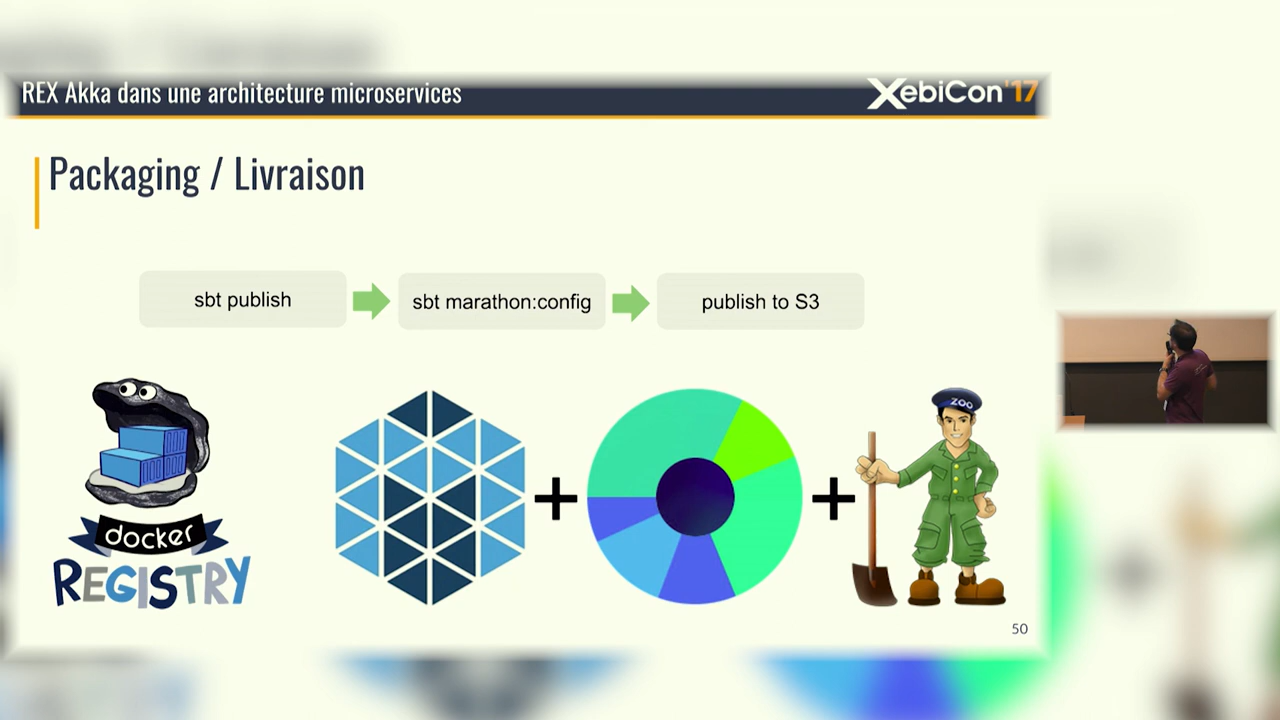 REX Akka dans une architecture microservices
XebiCon'17
Packaging / Livraison
sbt publish
sbt marathon:config
publish to S3
ZOO
docker
REGISTRY
50